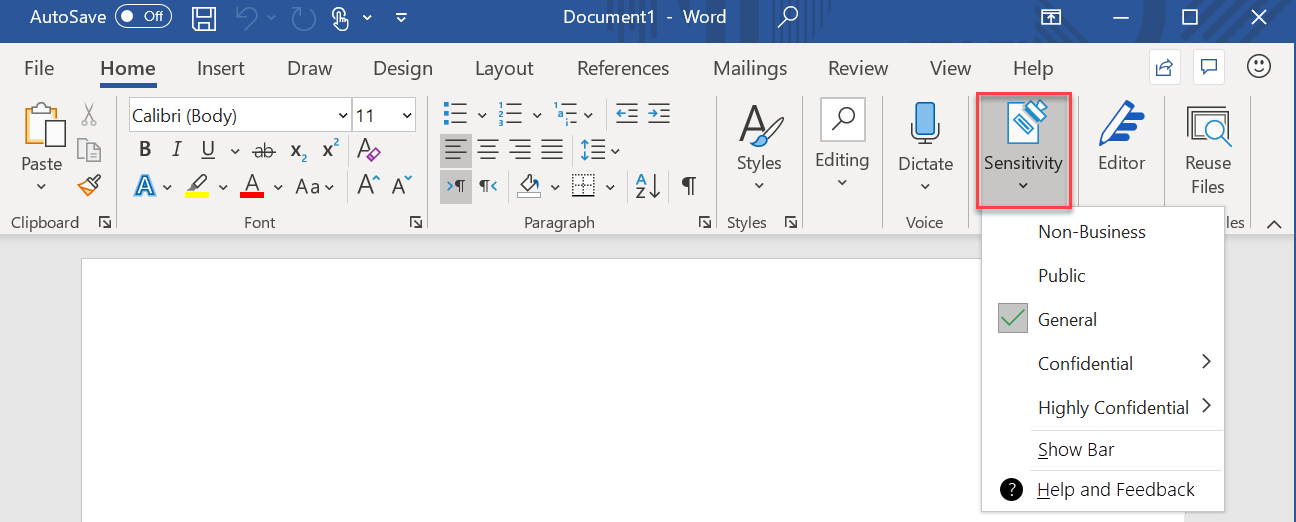 AutoSave Off Document1 - Word
File Home Insert Draw Design Layout References Mailings Review View Help
Calibri (Body) 11
Paste
B I U ab x2 x2 A
A A Aa A A
A Z
Styles
Editing
Dictate
Sensitivity
Editor
Reuse
Files
Clipboard Font Paragraph Styles Voice les
Non-Business
Public
General
Confidential
Highly Confidential
Show Bar
? Help and Feedback